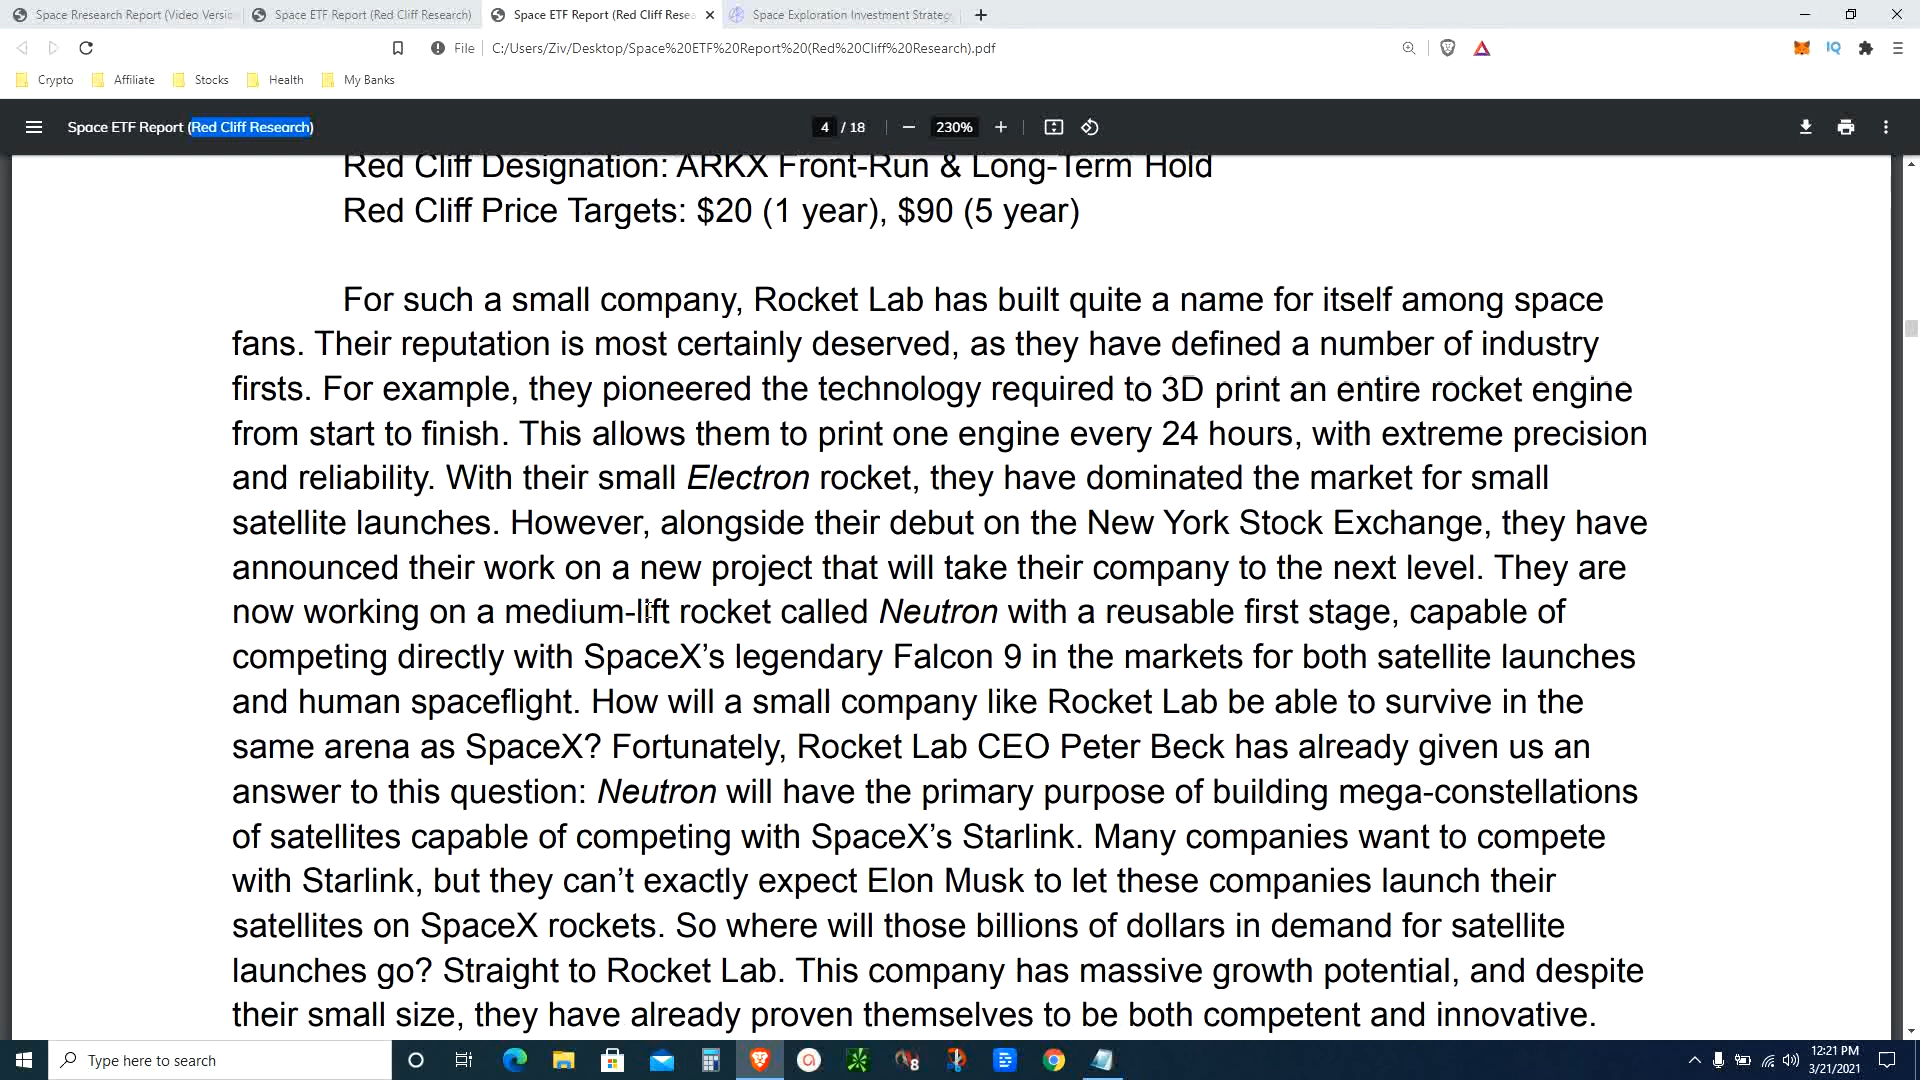 Space Rresearch Report (Video Versio
Space ETF Report (Red Cliff Research)
Space ETF Report (Red Cliff Resea
Space Exploration Investment Strateg
File
C:/Users/Ziv/Desktop/Space%20ETF%20Report%20(Red%20Cliff%20Research).pdf
IQ
Crypto
Affiliate
Stocks
Health
My Banks
Space ETF Report (Red Cliff Research)
4 / 18
230%
Red Cliff Designation: ARKX Front-Run & Long-Term Hold
Red Cliff Price Targets: $20 (1 year), $90 (5 year)
For such a small company, Rocket Lab has built quite a name for itself among space
fans. Their reputation is most certainly deserved, as they have defined a number of industry
firsts. For example, they pioneered the technology required to 3D print an entire rocket engine
from start to finish. This allows them to print one engine every 24 hours, with extreme precision
and reliability. With their small Electron rocket, they have dominated the market for small
satellite launches. However, alongside their debut on the New York Stock Exchange, they have
announced their work on a new project that will take their company to the next level. They are
now working on a medium-lift rocket called Neutron with a reusable first stage, capable of
competing directly with SpaceX’s legendary Falcon 9 in the markets for both satellite launches
and human spaceflight. How will a small company like Rocket Lab be able to survive in the
same arena as SpaceX? Fortunately, Rocket Lab CEO Peter Beck has already given us an
answer to this question: Neutron will have the primary purpose of building mega-constellations
of satellites capable of competing with SpaceX’s Starlink. Many companies want to compete
with Starlink, but they can’t exactly expect Elon Musk to let these companies launch their
satellites on SpaceX rockets. So where will those billions of dollars in demand for satellite
launches go? Straight to Rocket Lab. This company has massive growth potential, and despite
their small size, they have already proven themselves to be both competent and innovative.
Type here to search
8
12:21 PM
3/21/2021